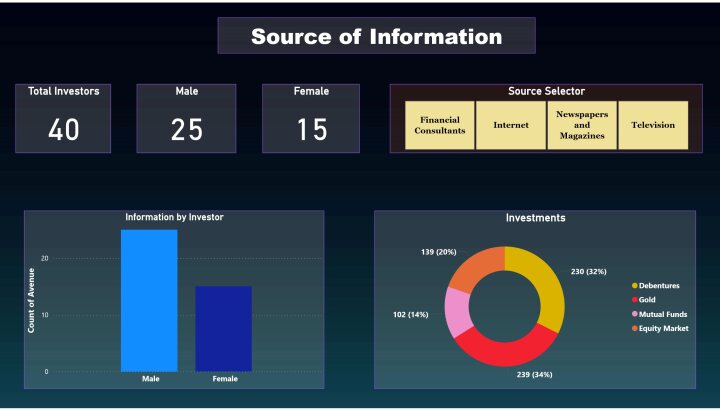 Source of Information
Total Investors
40
Male
25
Female
15
Source Selector
Financial
Consultants
Internet
Newspapers
and
Magazines
Television
Information by Investor
Count of Avenue
20
10
0
Male
Female
Investments
139 (20%)
230 (32%)
102 (14%)
239 (34%)
Debentures
Gold
Mutual Funds
Equity Market